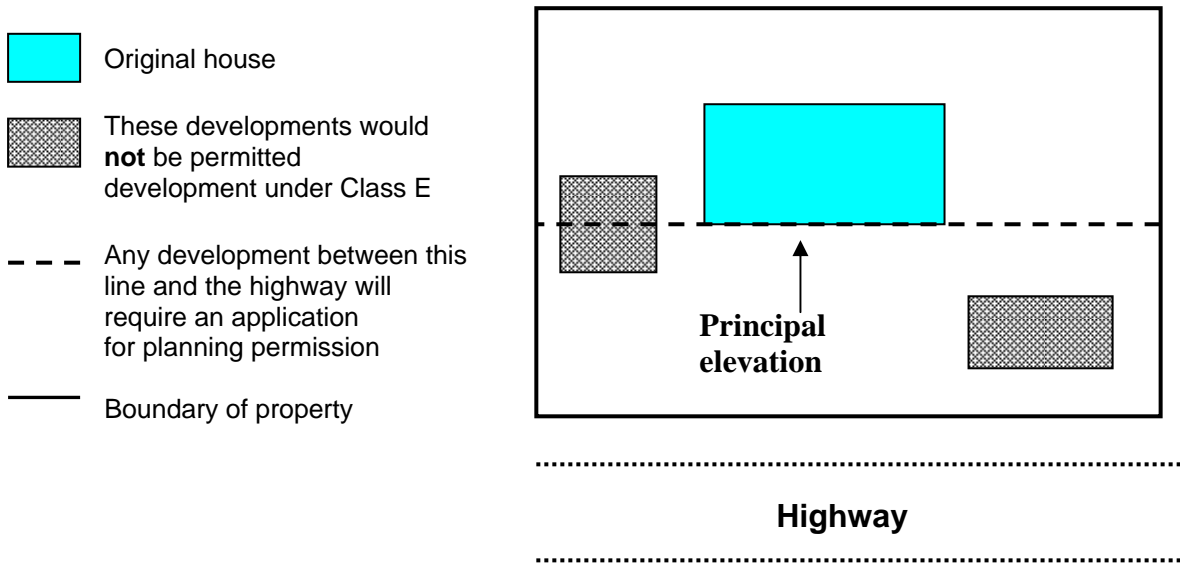 Original house
These developments would
not be permitted
development under Class E
Any development between this
line and the highway will
require an application
for planning permission
Boundary of property
Principal
elevation
Highway